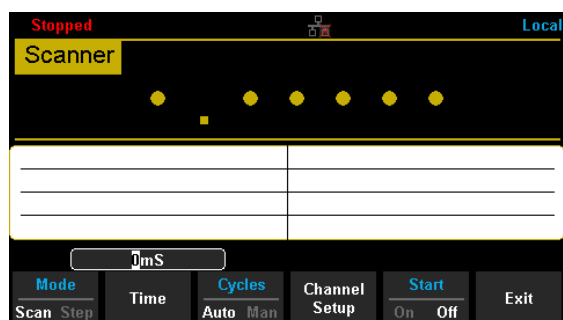 Stopped Local
Scanner
0mS
Mode Time Cycles Channel Setup Start Exit
Scan Step Auto Man On Off